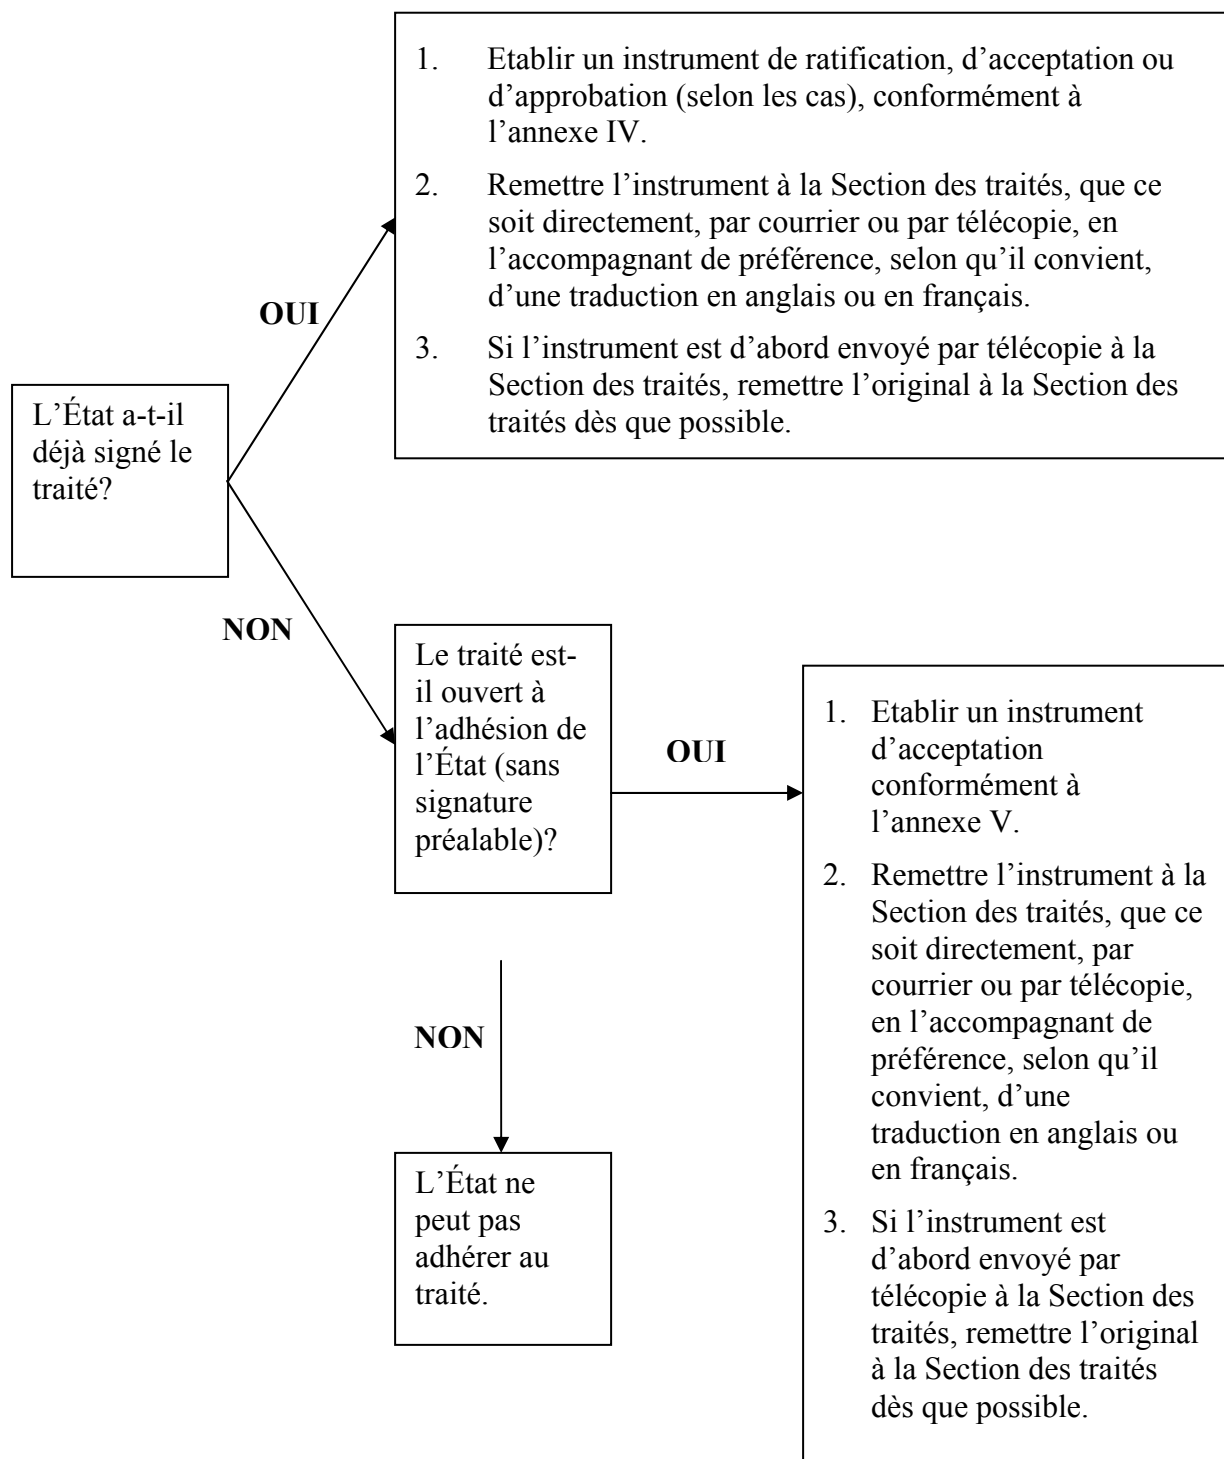 1. Etablir un instrument de ratification, d’acceptation ou
d’approbation (selon les cas), conformément à
l’annexe IV.
2. Remettre l’instrument à la Section des traités, que ce
soit directement, par courrier ou par télécopie, en
l’accompagnant de préférence, selon qu’il convient,
d’une traduction en anglais ou en français.
3. Si l’instrument est d’abord envoyé par télécopie à la
Section des traités, remettre l’original à la Section des
traités dès que possible.
OUI
L’État a-t-il
déjà signé le
traité?
NON
Le traité est-
il ouvert à
l’adhésion de
l’État (sans
signature
préalable)?
OUI
1. Etablir un instrument
d’acceptation
conformément à
l’annexe V.
2. Remettre l’instrument à la
Section des traités, que ce
soit directement, par
courrier ou par télécopie,
en l’accompagnant de
préférence, selon qu’il
convient, d’une
traduction en anglais ou
en français.
3. Si l’instrument est
d’abord envoyé par
télécopie à la Section des
traités, remettre l’original
à la Section des traités
dès que possible.
NON
L’État ne
peut pas
adhérer au
traité.